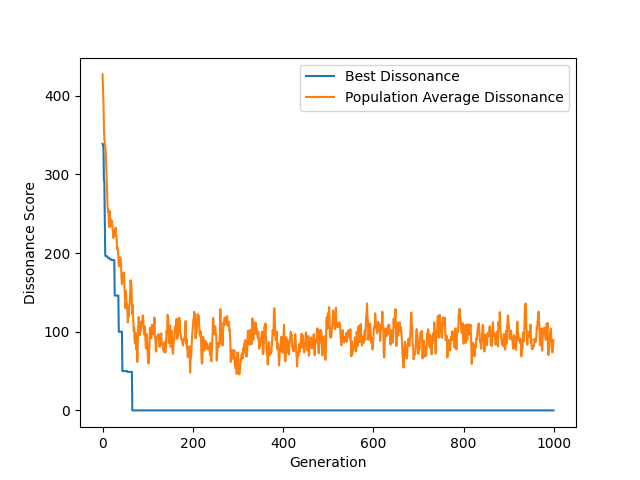 Best Dissonance
Population Average Dissonance
400
300
200
100
0
Dissonance Score
0 200 400 600 800 1000
Generation